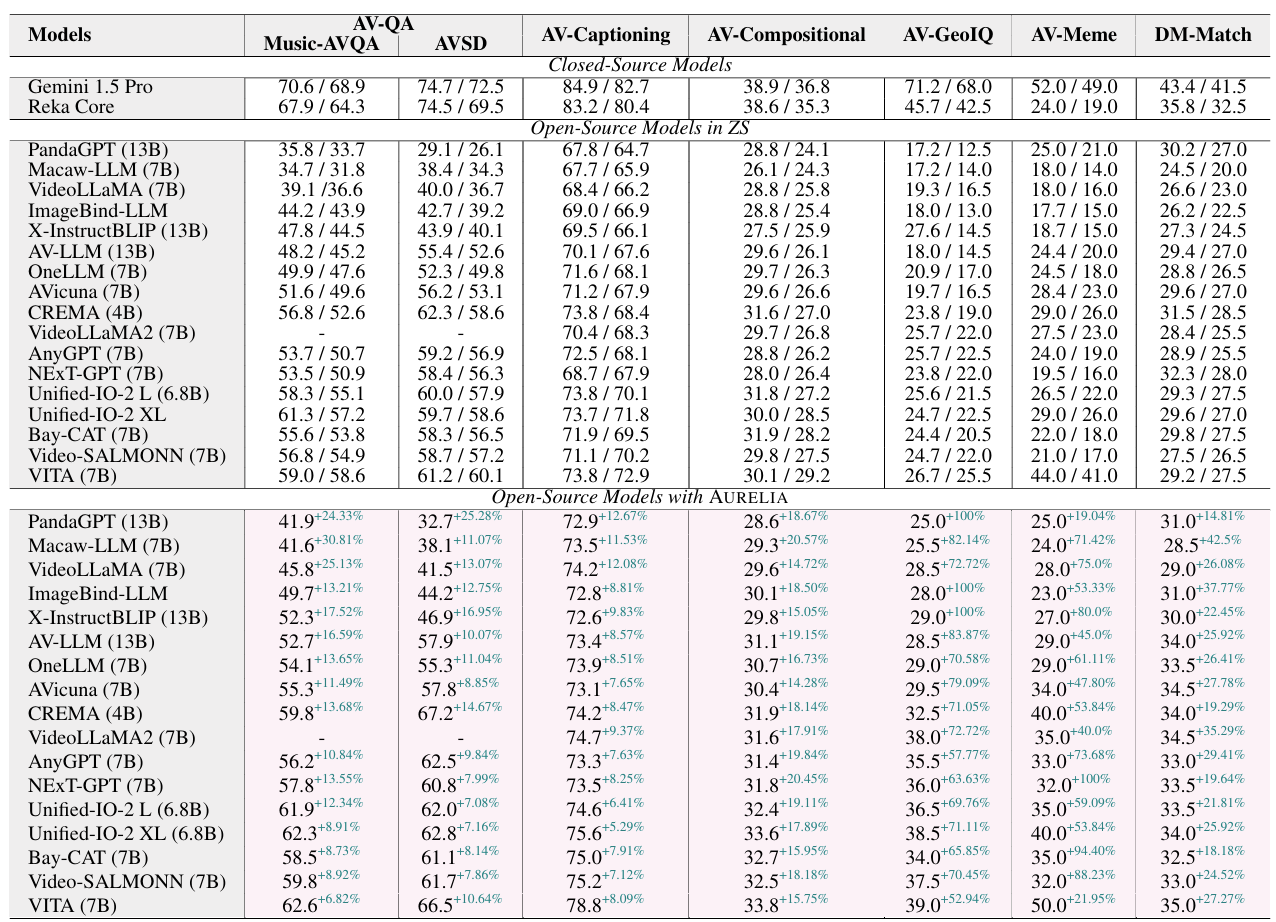 Models AV-QA AV-Captioning AV-Compositional AV-GeoIQ AV-Meme DM-Match
Music-AVQA AVSD
Closed-Source Models
Gemini 1.5 Pro 70.6 / 68.9 74.7 / 72.5 84.9 / 82.7 38.9 / 36.8 71.2 / 68.0 52.0 / 49.0 43.4 / 41.5
Reka Core 67.9 / 64.3 74.5 / 69.5 83.2 / 80.4 38.6 / 35.3 45.7 / 42.5 24.0 / 19.0 35.8 / 32.5
Open-Source Models in ZS
PandaGPT (13B) 35.8 / 33.7 29.1 / 26.1 67.8 / 64.7 28.8 / 24.1 17.2 / 12.5 25.0 / 21.0 30.2 / 27.0
Macaw-LLM (7B) 34.7 / 31.8 38.4 / 34.3 67.7 / 65.9 26.1 / 24.3 17.2 / 14.0 18.0 / 14.0 24.5 / 20.0
VideoLLaMA (7B) 39.1 /36.6 40.0 / 36.7 68.4 / 66.2 28.8 / 25.8 19.3 / 16.5 18.0 / 16.0 26.6 / 23.0
ImageBind-LLM 44.2 / 43.9 42.7 / 39.2 69.0 / 66.9 28.8 / 25.4 18.0 / 13.0 17.7 / 15.0 26.2 / 22.5
X-InstructBLIP (13B) 47.8 / 44.5 43.9 / 40.1 69.5 / 66.1 27.5 / 25.9 27.6 / 14.5 18.7 / 15.0 27.3 / 24.5
AV-LLM (13B) 48.2 / 45.2 55.4 / 52.6 70.1 / 67.6 29.6 / 26.1 18.0 / 14.5 24.4 / 20.0 29.4 / 27.0
OneLLM (7B) 49.9 / 47.6 52.3 / 49.8 71.6 / 68.1 29.7 / 26.3 20.9 / 17.0 24.5 / 18.0 28.8 / 26.5
AVicuna (7B) 51.6 / 49.6 56.2 / 53.1 71.2 / 67.9 29.6 / 26.6 19.7 / 16.5 28.4 / 23.0 29.6 / 27.0
CREMA (4B) 56.8 / 52.6 62.3 / 58.6 73.8 / 68.4 31.6 / 27.0 23.8 / 19.0 29.0 / 26.0 31.5 / 28.5
VideoLLaMA2 (7B) - - 70.4 / 68.3 29.7 / 26.8 25.7 / 22.0 27.5 / 23.0 28.4 / 25.5
AnyGPT (7B) 53.7 / 50.7 59.2 / 56.9 72.5 / 68.1 28.8 / 26.2 25.7 / 22.5 24.0 / 19.0 28.9 / 25.5
NExT-GPT (7B) 53.5 / 50.9 58.4 / 56.3 68.7 / 67.9 28.0 / 26.4 23.8 / 22.0 19.5 / 16.0 32.3 / 28.0
Unified-IO-2 L (6.8B) 58.3 / 55.1 60.0 / 57.9 73.8 / 70.1 31.8 / 27.2 25.6 / 21.5 26.5 / 22.0 29.3 / 27.5
Unified-IO-2 XL 61.3 / 57.2 59.7 / 58.6 73.7 / 71.8 30.0 / 28.5 24.7 / 22.5 29.0 / 26.0 29.6 / 27.0
Bay-CAT (7B) 55.6 / 53.8 58.3 / 56.5 71.9 / 69.5 31.9 / 28.2 24.4 / 20.5 22.0 / 18.0 29.8 / 27.5
Video-SALMONN (7B) 56.8 / 54.9 58.7 / 57.2 71.1 / 70.2 29.8 / 27.5 24.7 / 22.0 21.0 / 17.0 27.5 / 26.5
VITA (7B) 59.0 / 58.6 61.2 / 60.1 73.8 / 72.9 30.1 / 29.2 26.7 / 25.5 44.0 / 41.0 29.2 / 27.5
Open-Source Models with AURELIA
PandaGPT (13B) 41.9+24.33% 32.7+25.28% 72.9+12.67% 28.6+18.67% 25.0+100% 25.0+19.04% 31.0+14.81%
Macaw-LLM (7B) 41.6+30.81% 38.1+11.07% 73.5+11.53% 29.3+20.57% 25.5+82.14% 24.0+71.42% 28.5+42.5%
VideoLLaMA (7B) 45.8+25.13% 41.5+13.07% 74.2+12.08% 29.6+14.72% 28.5+72.72% 28.0+75.0% 29.0+26.08%
ImageBind-LLM 49.7+13.21% 44.2+12.75% 72.8+8.81% 30.1+18.50% 28.0+100% 23.0+53.33% 31.0+37.77%
X-InstructBLIP (13B) 52.3+17.52% 46.9+16.95% 72.6+9.83% 29.8+15.05% 29.0+100% 27.0+80.0% 30.0+22.45%
AV-LLM (13B) 52.7+16.59% 57.9+10.07% 73.4+8.57% 31.1+19.15% 28.5+83.87% 29.0+45.0% 34.0+25.92%
OneLLM (7B) 54.1+13.65% 55.3+11.04% 73.9+8.51% 30.7+16.73% 29.0+70.58% 29.0+61.11% 33.5+26.41%
AVicuna (7B) 55.3+11.49% 57.8+8.85% 73.1+7.65% 30.4+14.28% 29.5+79.09% 34.0+47.80% 34.5+27.78%
CREMA (4B) 59.8+13.68% 67.2+14.67% 74.2+8.47% 31.9+18.14% 32.5+71.05% 40.0+53.84% 34.0+19.29%
VideoLLaMA2 (7B) - - 74.7+9.37% 31.6+17.91% 38.0+72.72% 35.0+40.0% 34.5+35.29%
AnyGPT (7B) 56.2+10.84% 62.5+9.84% 73.3+7.63% 31.4+19.84% 35.5+57.77% 33.0+73.68% 33.0+29.41%
NExT-GPT (7B) 57.8+13.55% 60.8+7.99% 73.5+8.25% 31.8+20.45% 36.0+63.63% 32.0+100% 33.5+19.64%
Unified-IO-2 L (6.8B) 61.9+12.34% 62.0+7.08% 74.6+6.41% 32.4+19.11% 36.5+69.76% 35.0+59.09% 33.5+21.81%
Unified-IO-2 XL (6.8B) 62.3+8.91% 62.8+7.16% 75.6+5.29% 33.6+17.89% 38.5+71.11% 40.0+53.84% 34.0+25.92%
Bay-CAT (7B) 58.5+8.73% 61.1+8.14% 75.0+7.91% 32.7+15.95% 34.0+65.85% 35.0+94.40% 32.5+18.18%
Video-SALMONN (7B) 59.8+8.92% 61.7+7.86% 75.2+7.12% 32.5+18.18% 37.5+70.45% 32.0+88.23% 33.0+24.52%
VITA (7B) 62.6+6.82% 66.5+10.64% 78.8+8.09% 33.8+15.75% 39.0+52.94% 50.0+21.95% 35.0+27.27%